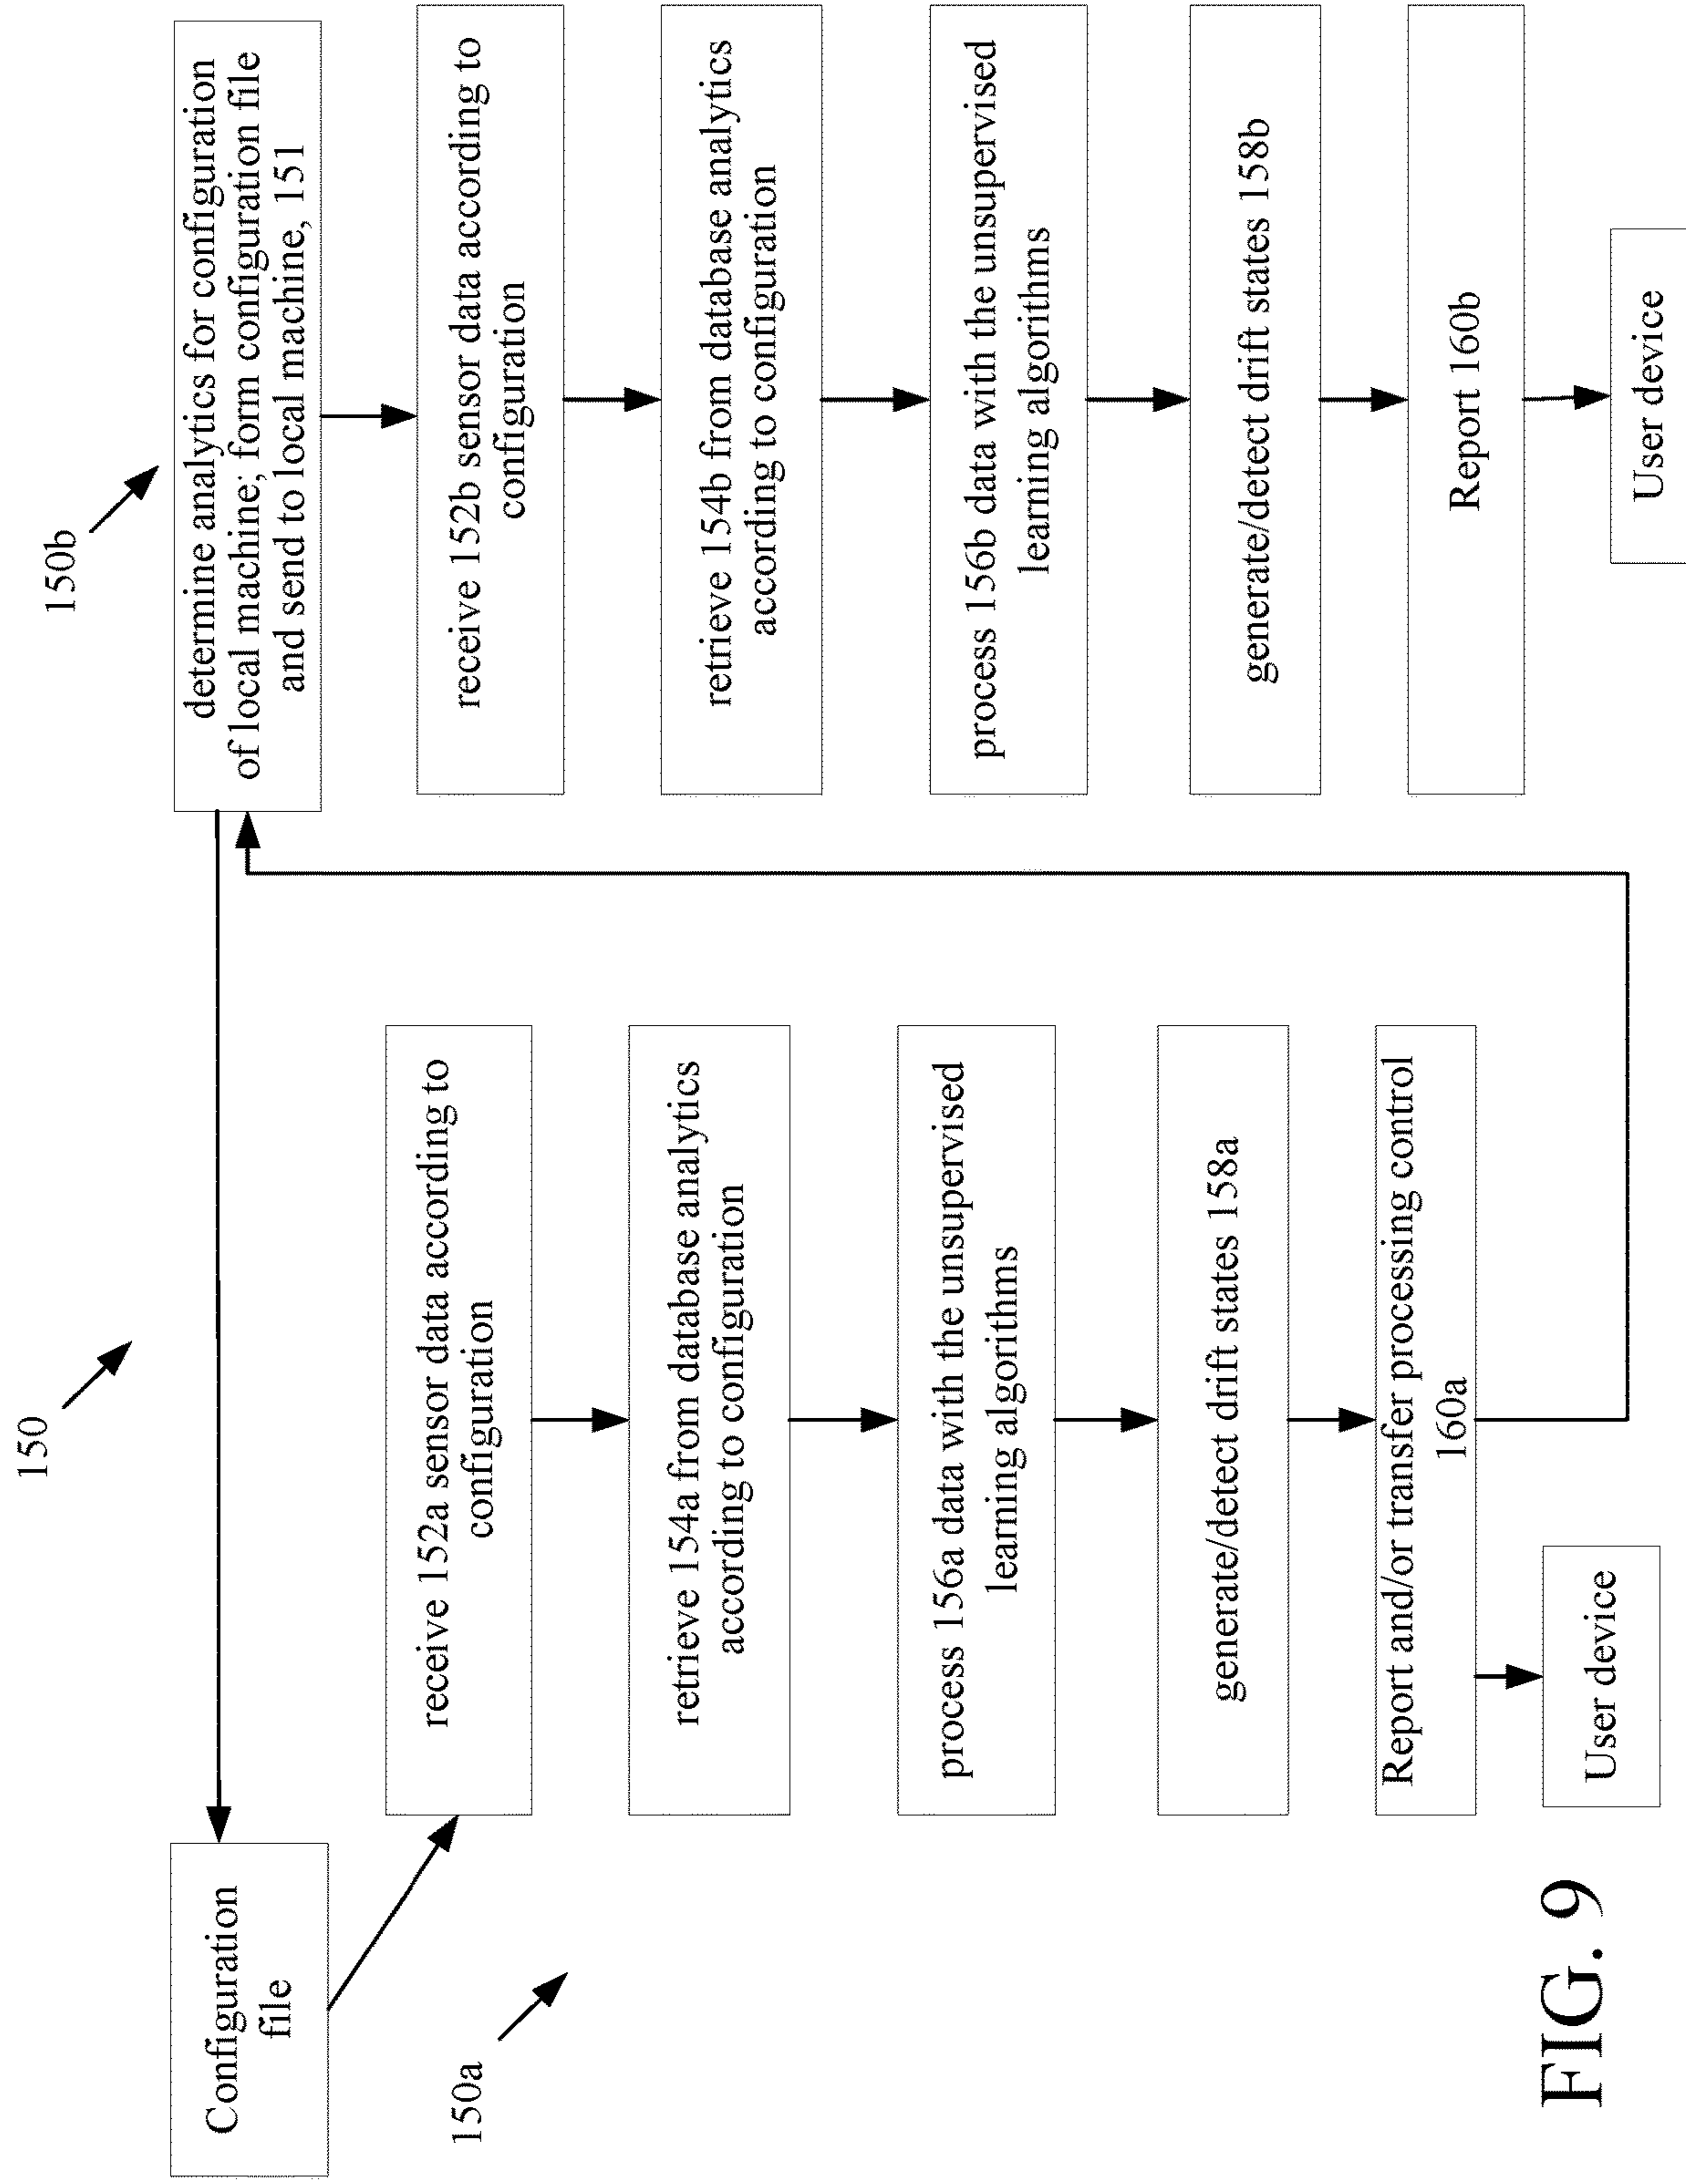 150
150b
determine analytics for configuration
of local machine; form configuration file
and send to local machine, 151
receive 152b sensor data according to
configuration
retrieve 154b from database analytics
according to configuration
process 156b data with the unsupervised
learning algorithms
generate/detect drift states 158b
Report 160b
User device
Configuration
file
150a
receive 152a sensor data according to
configuration
retrieve 154a from database analytics
according to configuration
process 156a data with the unsupervised
learning algorithms
generate/detect drift states 158a
Report and/or transfer processing control
160a
User device
FIG. 9